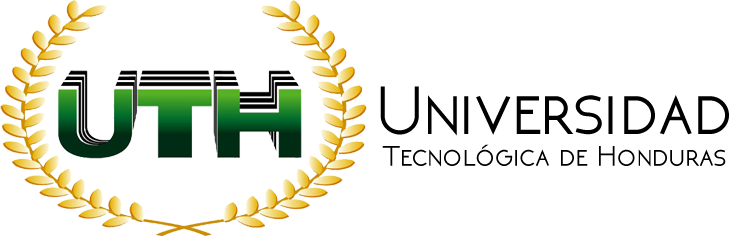 UTH
UNIVERSIDAD
TECNOLÓGICA DE HONDURAS